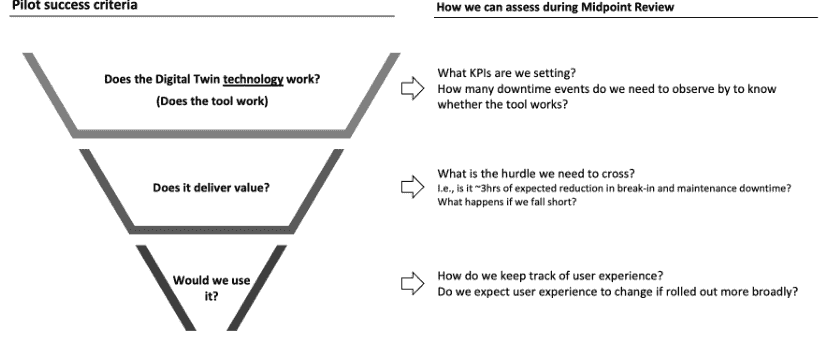 Pilot success criteria
How we can assess during Midpoint Review
Does the Digital Twin technology work?
(Does the tool work)
What KPIs are we setting?
How many downtime events do we need to observe by to know
whether the tool works?
Does it deliver value?
What is the hurdle we need to cross?
I.e., is it ~3hrs of expected reduction in break-in and maintenance downtime?
What happens if we fall short?
Would we use
it?
How do we keep track of user experience?
Do we expect user experience to change if rolled out more broadly?